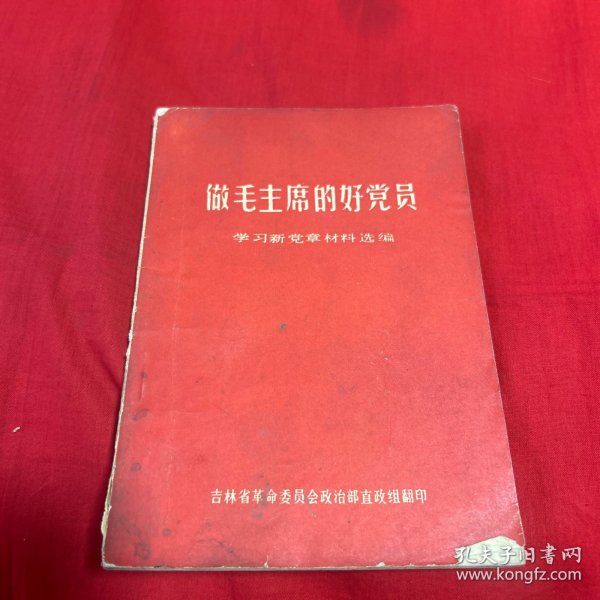 做毛主席的好党员
学习新党章材料选编
吉林省革命委员会政治部直政组翻印
孔夫子旧书网
www.kongfz.com